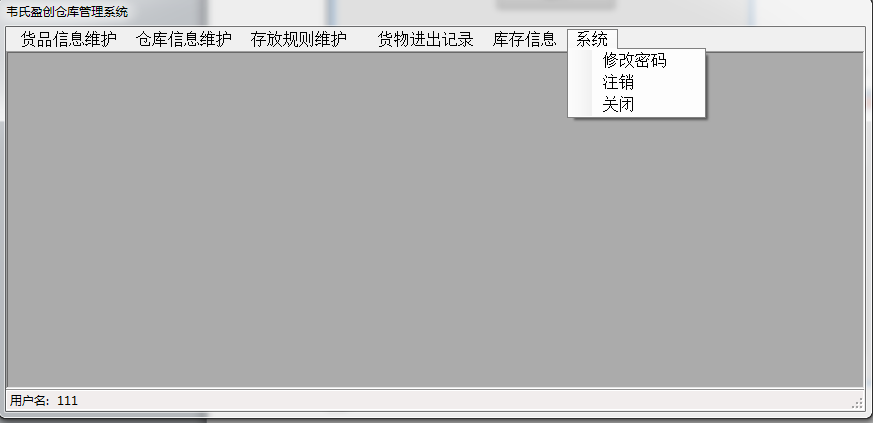 韦氏盈创仓库管理系统
货品信息维护 仓库信息维护 存放规则维护 货物进出记录 库存信息 系统
修改密码
注销
关闭
用户名: 111